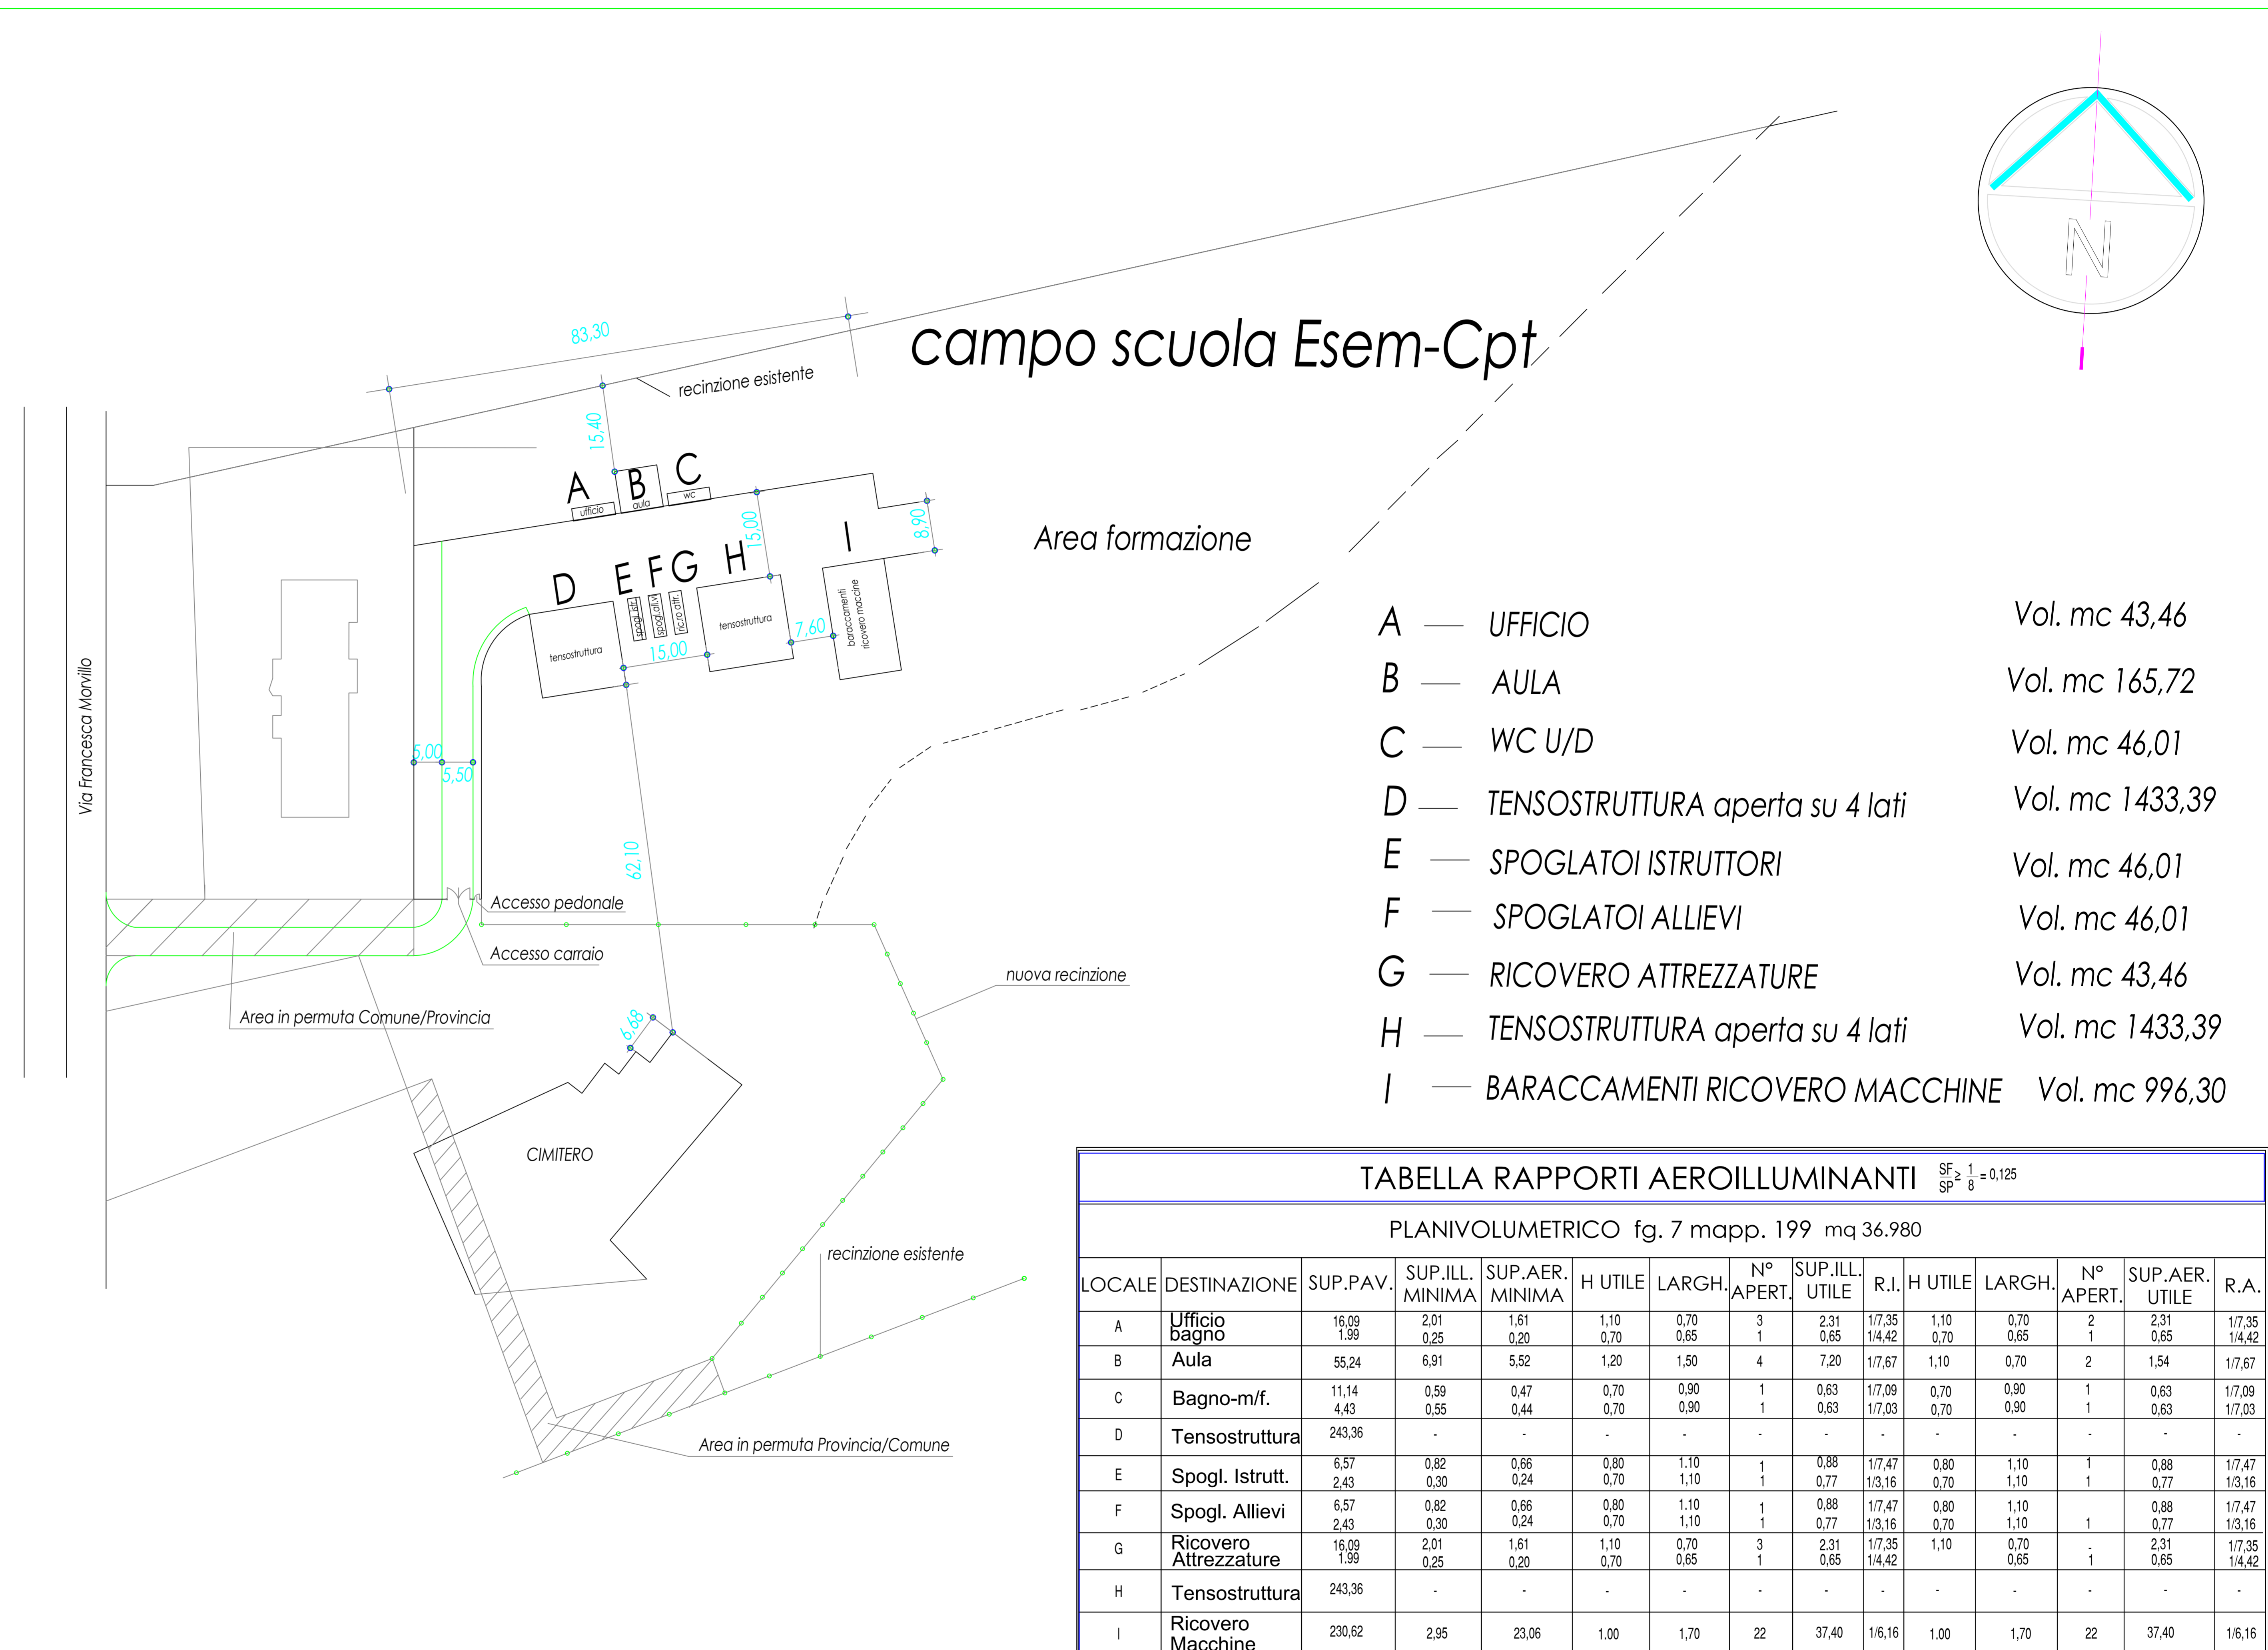 N
campo scuola Esem-Cpt
83,30
recinzione esistente
15,40
A
B
C
ufficio
aula
wc
15,00
I
8,90
Area formazione
D
E
F
G
H
tensostruttura
spogl.istr.
spogl.all.vi
ric.ro attr.
tensostruttura
baraccamenti
ricovero maccine
7,60
15,00
Via Francesca Morvillo
5,00
5,50
62,10
Accesso pedonale
Accesso carraio
nuova recinzione
Area in permuta Comune/Provincia
6,68
CIMITERO
recinzione esistente
Area in permuta Provincia/Comune
A — UFFICIO Vol. mc 43,46
B — AULA Vol. mc 165,72
C — WC U/D Vol. mc 46,01
D — TENSOSTRUTTURA aperta su 4 lati Vol. mc 1433,39
E — SPOGLATOI ISTRUTTORI Vol. mc 46,01
F — SPOGLATOI ALLIEVI Vol. mc 46,01
G — RICOVERO ATTREZZATURE Vol. mc 43,46
H — TENSOSTRUTTURA aperta su 4 lati Vol. mc 1433,39
I — BARACCAMENTI RICOVERO MACCHINE Vol. mc 996,30
TABELLA RAPPORTI AEROILLUMINANTI SF/SP ≥ 1/8 = 0,125
PLANIVOLUMETRICO fg. 7 mapp. 199 mq 36.980
LOCALE DESTINAZIONE SUP.PAV. SUP.ILL. MINIMA SUP.AER. MINIMA H UTILE LARGH. N° APERT. SUP.ILL. UTILE R.I. H UTILE LARGH. N° APERT. SUP.AER. UTILE R.A.
A Ufficio 16,09 2,01 1,61 1,10 0,70 3 2.31 1/7,35 1,10 0,70 2 2,31 1/7,35
bagno 1.99 0,25 0,20 0,70 0,65 1 0,65 1/4,42 0,70 0,65 1 0,65 1/4,42
B Aula 55,24 6,91 5,52 1,20 1,50 4 7,20 1/7,67 1,10 0,70 2 1,54 1/7,67
C Bagno-m/f. 11,14 0,59 0,47 0,70 0,90 1 0,63 1/7,09 0,70 0,90 1 0,63 1/7,09
4,43 0,55 0,44 0,70 0,90 1 0,63 1/7,03 0,70 0,90 1 0,63 1/7,03
D Tensostruttura 243,36 - - - - - - - - - - - -
E Spogl. Istrutt. 6,57 0,82 0,66 0,80 1.10 1 0,88 1/7,47 0,80 1,10 1 0,88 1/7,47
2,43 0,30 0,24 0,70 1,10 1 0,77 1/3,16 0,70 1,10 1 0,77 1/3,16
F Spogl. Allievi 6,57 0,82 0,66 0,80 1.10 1 0,88 1/7,47 0,80 1,10 0,88 1/7,47
2,43 0,30 0,24 0,70 1,10 1 0,77 1/3,16 0,70 1,10 1 0,77 1/3,16
G Ricovero 16,09 2,01 1,61 1,10 0,70 3 2.31 1/7,35 1,10 0,70 - 2,31 1/7,35
Attrezzature 1.99 0,25 0,20 0,70 0,65 1 0,65 1/4,42 0,65 1 0,65 1/4,42
H Tensostruttura 243,36 - - - - - - - - - - - -
I Ricovero 230,62 2,95 23,06 1.00 1,70 22 37,40 1/6,16 1.00 1,70 22 37,40 1/6,16
Macchine